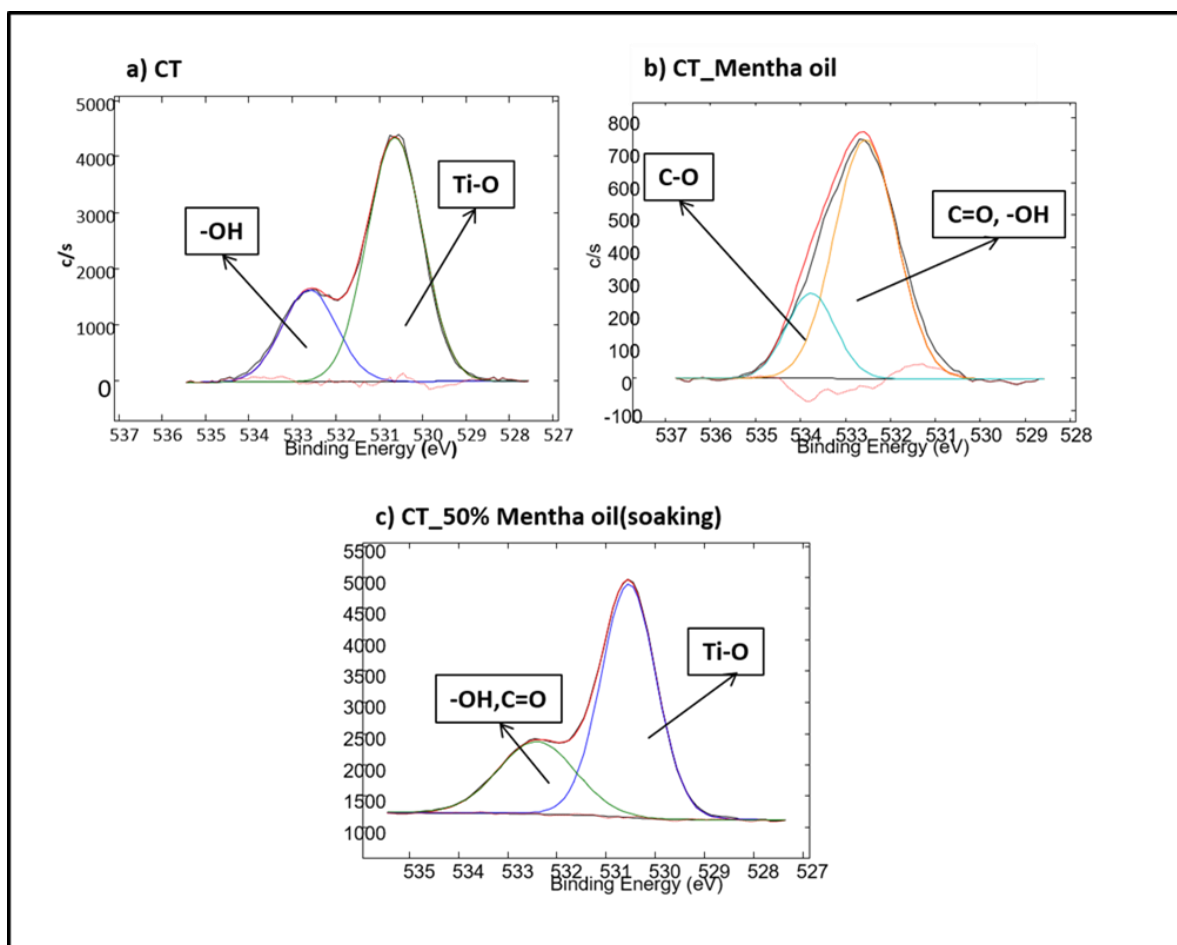 a) CT
5000
4000
3000
2000
1000
0
c/s
-OH
Ti-O
537 536 535 534 533 532 531 530 529 528 527
Binding Energy (eV)
b) CT_Mentha oil
800
700
600
500
400
300
200
100
0
-100
c/s
C-O
C=O, -OH
537 536 535 534 533 532 531 530 529 528
Binding Energy (eV)
c) CT_50% Mentha oil(soaking)
5500
5000
4500
4000
3500
3000
2500
2000
1500
1000
-OH,C=O
Ti-O
535 534 533 532 531 530 529 528 527
Binding Energy (eV)